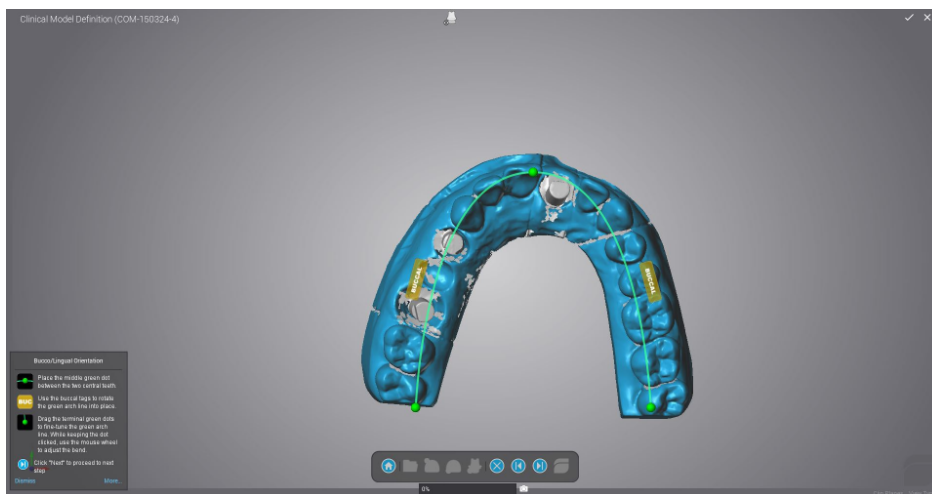 Clinical Model Definition (COM-150324-4)
BUCCAL
BUCCAL
Bucco/Lingual Orientation
Place the middle green dot
between the two central teeth.
BUC
Use the buccal tags to rotate
the green arch line into place.
Drag the terminal green dots
to fine-tune the green arch
line. While keeping the dot
clicked, use the mouse wheel
to adjust the bend.
Click "Next" to proceed to next
step.
Dismiss
More...
0%